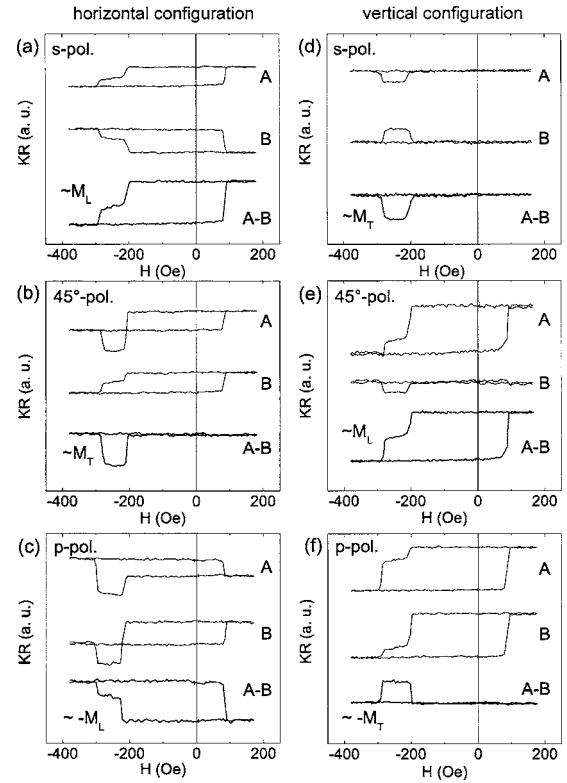 horizontal configuration
vertical configuration
(a)
s-pol.
A
B
~M_L
A-B
KR (a. u.)
-400 -200 0 200
H (Oe)
(d)
s-pol.
A
B
~M_T
A-B
KR (a. u.)
-400 -200 0 200
H (Oe)
(b)
45°-pol.
A
B
~M_T
A-B
KR (a. u.)
-400 -200 0 200
H (Oe)
(e)
45°-pol.
A
B
~M_L
A-B
KR (a. u.)
-400 -200 0 200
H (Oe)
(c)
p-pol.
A
B
A-B
~ -M_L
KR (a. u.)
-400 -200 0 200
H (Oe)
(f)
p-pol.
A
B
A-B
~ -M_T
KR (a. u.)
-400 -200 0 200
H (Oe)